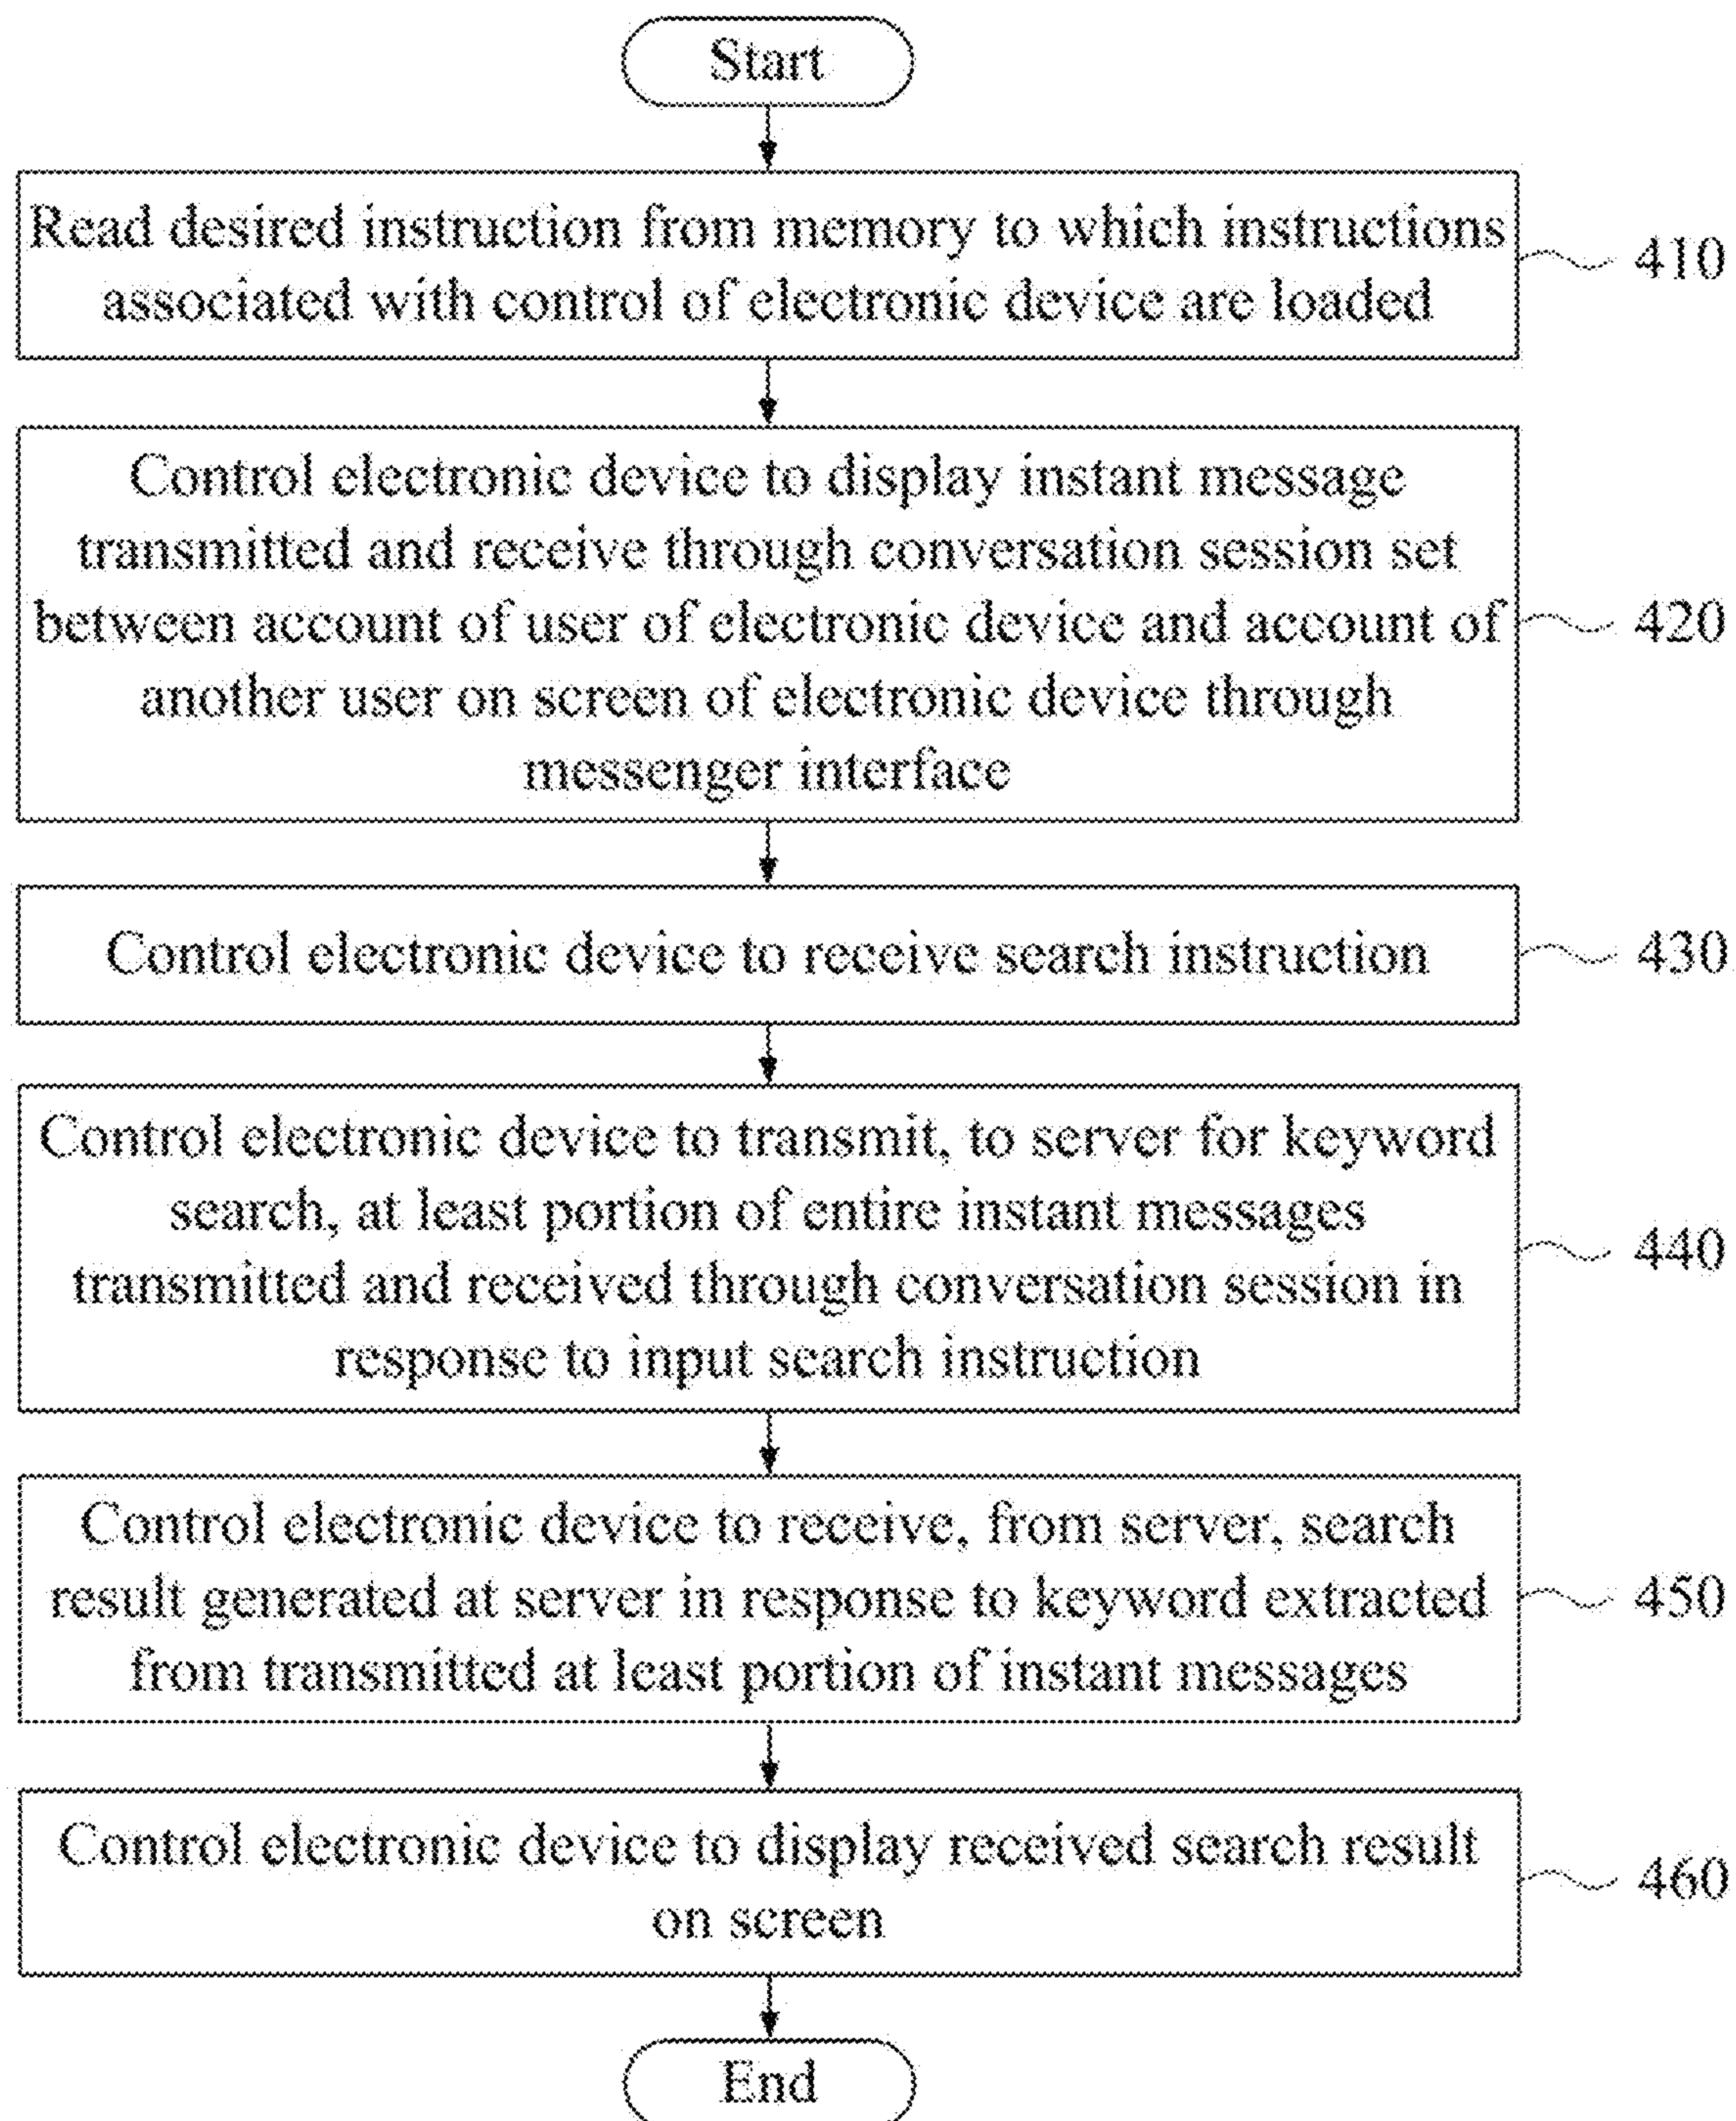 Start
Read desired instruction from memory to which instructions
associated with control of electronic device are loaded
410
Control electronic device to display instant message
transmitted and receive through conversation session set
between account of user of electronic device and account of
another user on screen of electronic device through
messenger interface
420
Control electronic device to receive search instruction
430
Control electronic device to transmit, to server for keyword
search, at least portion of entire instant messages
transmitted and received through conversation session in
response to input search instruction
440
Control electronic device to receive, from server, search
result generated at server in response to keyword extracted
from transmitted at least portion of instant messages
450
Control electronic device to display received search result
on screen
460
End